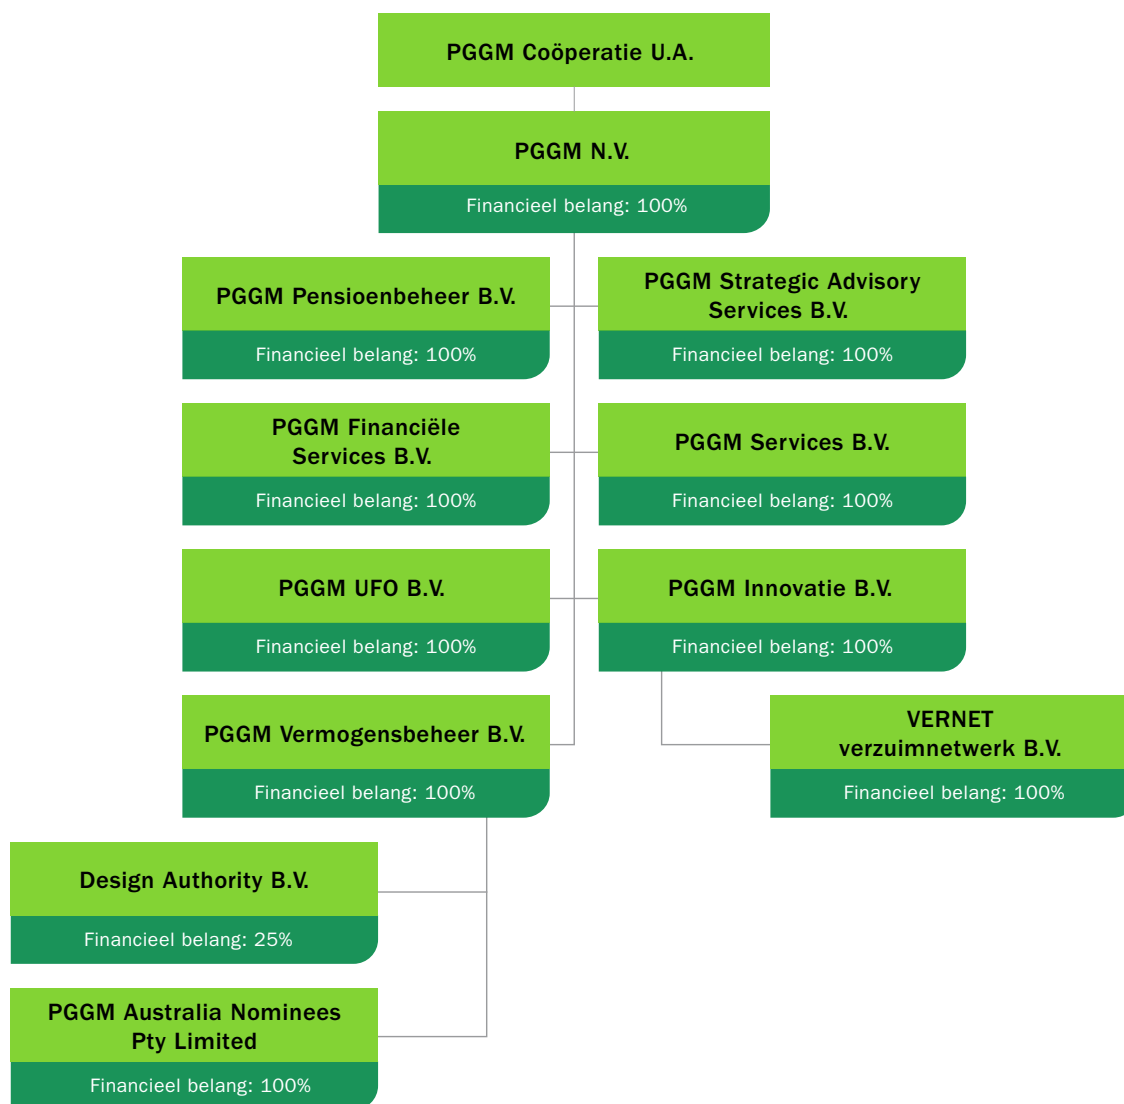 PGGM Coöperatie U.A.
PGGM N.V.
Financieel belang: 100%
PGGM Pensioenbeheer B.V.
Financieel belang: 100%
PGGM Strategic Advisory
Services B.V.
Financieel belang: 100%
PGGM Financiële
Services B.V.
Financieel belang: 100%
PGGM Services B.V.
Financieel belang: 100%
PGGM UFO B.V.
Financieel belang: 100%
PGGM Innovatie B.V.
Financieel belang: 100%
PGGM Vermogensbeheer B.V.
Financieel belang: 100%
VERNET
verzuimnetwerk B.V.
Financieel belang: 100%
Design Authority B.V.
Financieel belang: 25%
PGGM Australia Nominees
Pty Limited
Financieel belang: 100%